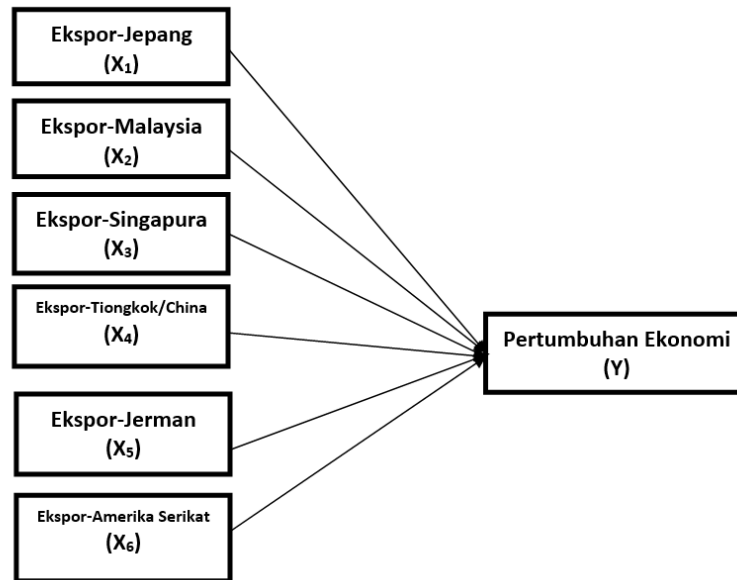 Ekspor-Jepang
(X₁)
Ekspor-Malaysia
(X₂)
Ekspor-Singapura
(X₃)
Ekspor-Tiongkok/China
(X₄)
Ekspor-Jerman
(X₅)
Ekspor-Amerika Serikat
(X₆)
Pertumbuhan Ekonomi
(Y)